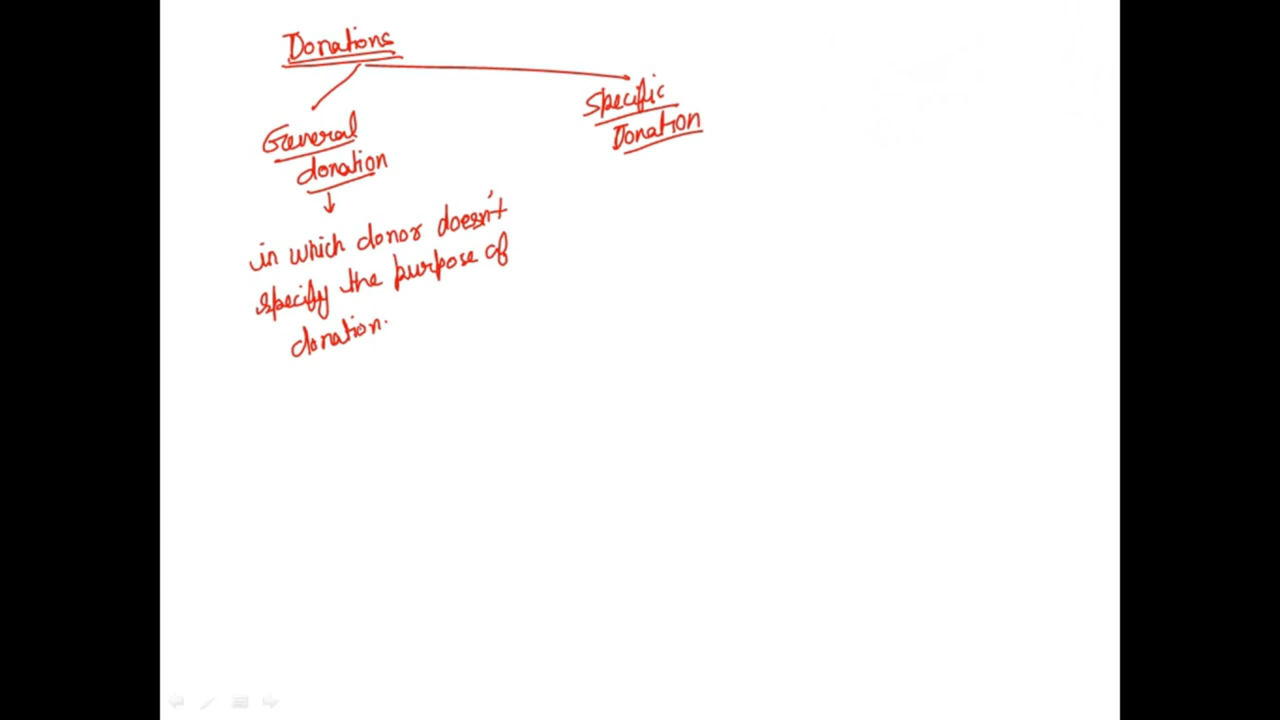 Donations
General
donation
in which donor doesn't
specify the purpose of
donation.
Specific
Donation